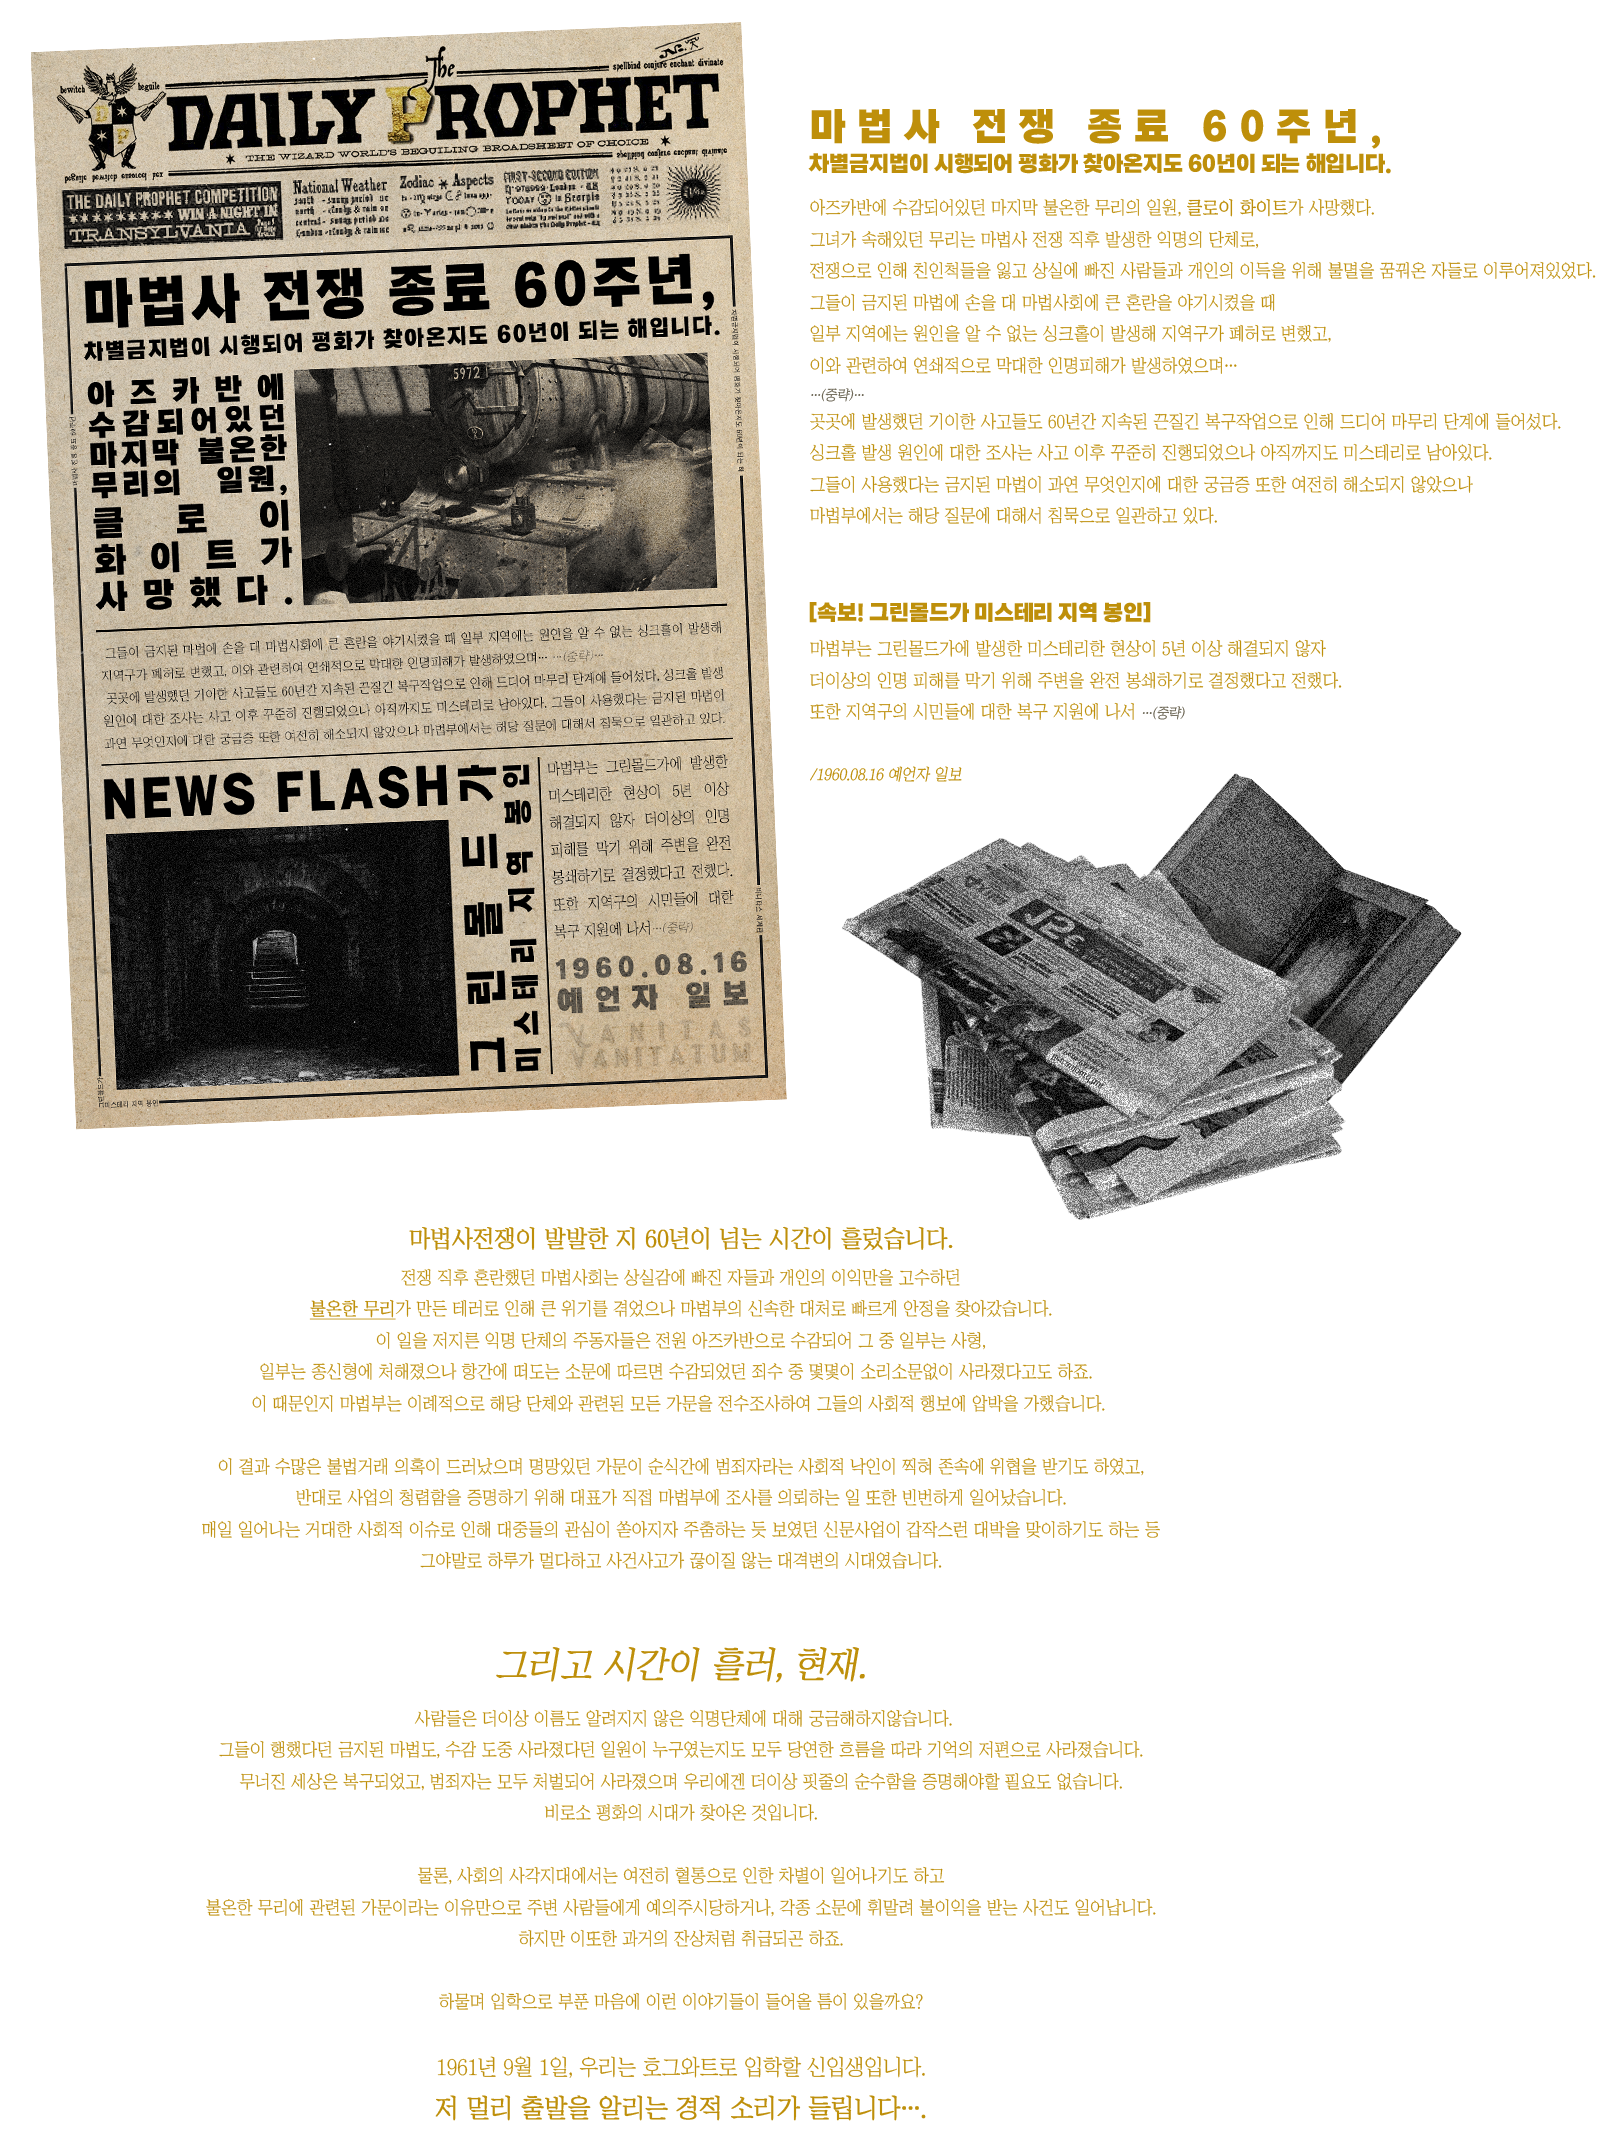 bewitch
beguile
The
DAILY PROPHET
spellbind conjure enchant divinate
★ THE WIZARD WORLD'S BEGUILING BROADSHEET OF CHOICE ★
THE DAILY PROPHET COMPETITION
WIN A NIGHT IN
TRANSYLVANIA
National Weather
Zodiac Aspects
FIRST-SECOND EDITION
마법사 전쟁 종료 60주년,
차별금지법이 시행되어 평화가 찾아온지도 60년이 되는 해입니다.
아즈카반에
수감되어있던
마지막 불온한
무리의 일원,
클로이
화이트가
사망했다.
5972
그들이 금지된 마법에 손을 대 마법사회에 큰 혼란을 야기시켰을 때 일부 지역에는 원인을 알 수 없는 싱크홀이 발생해
지역구가 폐허로 변했고, 이와 관련하여 연쇄적으로 막대한 인명피해가 발생하였으며… …(중략)…
곳곳에 발생했던 기이한 사고들도 60년간 지속된 끈질긴 복구작업으로 인해 드디어 마무리 단계에 들어섰다, 싱크홀 발생
원인에 대한 조사는 사고 이후 꾸준히 진행되었으나 아직까지도 미스테리로 남아있다. 그들이 사용했다는 금지된 마법이
과연 무엇인지에 대한 궁금증 또한 여전히 해소되지 않았으나 마법부에서는 해당 질문에 대해서 침묵으로 일관하고 있다.
NEWS FLASH
그린몰드가
미스테리 지역 봉인
마법부는 그린몰드가에 발생한
미스테리한 현상이 5년 이상
해결되지 않자 더이상의 인명
피해를 막기 위해 주변을 완전
봉쇄하기로 결정했다고 전했다.
또한 지역구의 시민들에 대한
복구 지원에 나서…(중략)
1960.08.16
예언자 일보
VANITAS
VANITATUM
미스테리 지역 봉인
마법사 전쟁 종료 60주년,
차별금지법이 시행되어 평화가 찾아온지도 60년이 되는 해입니다.
아즈카반에 수감되어있던 마지막 불온한 무리의 일원, 클로이 화이트가 사망했다.
그녀가 속해있던 무리는 마법사 전쟁 직후 발생한 익명의 단체로,
전쟁으로 인해 친인척들을 잃고 상실에 빠진 사람들과 개인의 이득을 위해 불멸을 꿈꿔온 자들로 이루어져있었다.
그들이 금지된 마법에 손을 대 마법사회에 큰 혼란을 야기시켰을 때
일부 지역에는 원인을 알 수 없는 싱크홀이 발생해 지역구가 폐허로 변했고,
이와 관련하여 연쇄적으로 막대한 인명피해가 발생하였으며…
…(중략)…
곳곳에 발생했던 기이한 사고들도 60년간 지속된 끈질긴 복구작업으로 인해 드디어 마무리 단계에 들어섰다.
싱크홀 발생 원인에 대한 조사는 사고 이후 꾸준히 진행되었으나 아직까지도 미스테리로 남아있다.
그들이 사용했다는 금지된 마법이 과연 무엇인지에 대한 궁금증 또한 여전히 해소되지 않았으나
마법부에서는 해당 질문에 대해서 침묵으로 일관하고 있다.
[속보! 그린몰드가 미스테리 지역 봉인]
마법부는 그린몰드가에 발생한 미스테리한 현상이 5년 이상 해결되지 않자
더이상의 인명 피해를 막기 위해 주변을 완전 봉쇄하기로 결정했다고 전했다.
또한 지역구의 시민들에 대한 복구 지원에 나서 …(중략)
/1960.08.16 예언자 일보
마법사전쟁이 발발한 지 60년이 넘는 시간이 흘렀습니다.
전쟁 직후 혼란했던 마법사회는 상실감에 빠진 자들과 개인의 이익만을 고수하던
불온한 무리가 만든 테러로 인해 큰 위기를 겪었으나 마법부의 신속한 대처로 빠르게 안정을 찾아갔습니다.
이 일을 저지른 익명 단체의 주동자들은 전원 아즈카반으로 수감되어 그 중 일부는 사형,
일부는 종신형에 처해졌으나 항간에 떠도는 소문에 따르면 수감되었던 죄수 중 몇몇이 소리소문없이 사라졌다고도 하죠.
이 때문인지 마법부는 이례적으로 해당 단체와 관련된 모든 가문을 전수조사하여 그들의 사회적 행보에 압박을 가했습니다.
이 결과 수많은 불법거래 의혹이 드러났으며 명망있던 가문이 순식간에 범죄자라는 사회적 낙인이 찍혀 존속에 위협을 받기도 하였고,
반대로 사업의 청렴함을 증명하기 위해 대표가 직접 마법부에 조사를 의뢰하는 일 또한 빈번하게 일어났습니다.
매일 일어나는 거대한 사회적 이슈로 인해 대중들의 관심이 쏟아지자 주춤하는 듯 보였던 신문사업이 갑작스런 대박을 맞이하기도 하는 등
그야말로 하루가 멀다하고 사건사고가 끊이질 않는 대격변의 시대였습니다.
그리고 시간이 흘러, 현재.
사람들은 더이상 이름도 알려지지 않은 익명단체에 대해 궁금해하지않습니다.
그들이 행했다던 금지된 마법도, 수감 도중 사라졌다던 일원이 누구였는지도 모두 당연한 흐름을 따라 기억의 저편으로 사라졌습니다.
무너진 세상은 복구되었고, 범죄자는 모두 처벌되어 사라졌으며 우리에겐 더이상 핏줄의 순수함을 증명해야할 필요도 없습니다.
비로소 평화의 시대가 찾아온 것입니다.
물론, 사회의 사각지대에서는 여전히 혈통으로 인한 차별이 일어나기도 하고
불온한 무리에 관련된 가문이라는 이유만으로 주변 사람들에게 예의주시당하거나, 각종 소문에 휘말려 불이익을 받는 사건도 일어납니다.
하지만 이또한 과거의 잔상처럼 취급되곤 하죠.
하물며 입학으로 부푼 마음에 이런 이야기들이 들어올 틈이 있을까요?
1961년 9월 1일, 우리는 호그와트로 입학할 신입생입니다.
저 멀리 출발을 알리는 경적 소리가 들립니다….